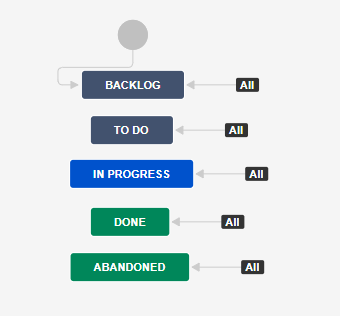 BACKLOG All
TO DO All
IN PROGRESS All
DONE All
ABANDONED All